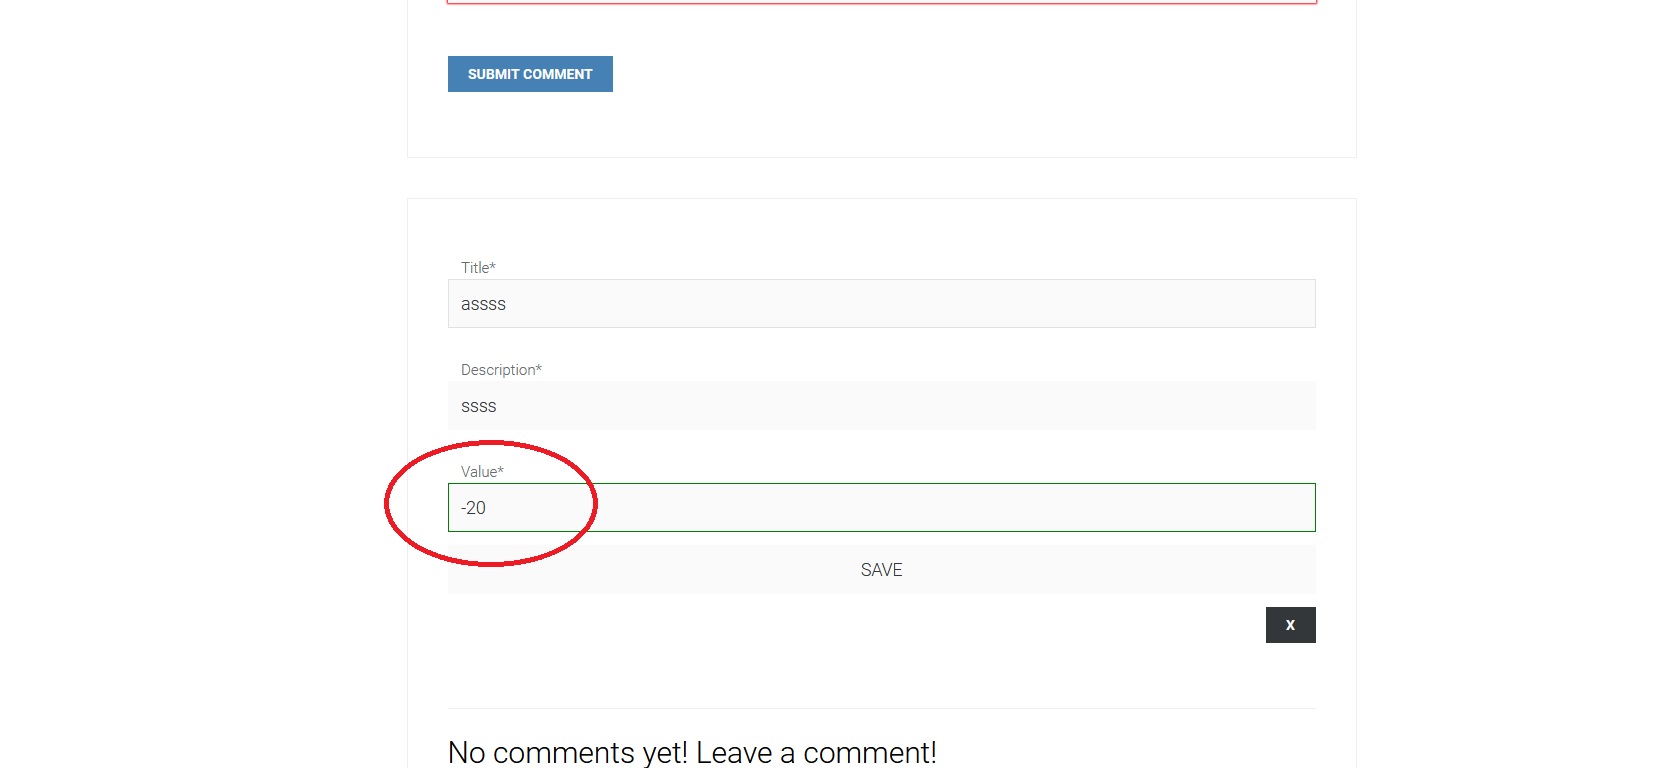 SUBMIT COMMENT
Title*
assss
Description*
ssss
Value*
-20
SAVE
X
No comments yet! Leave a comment!